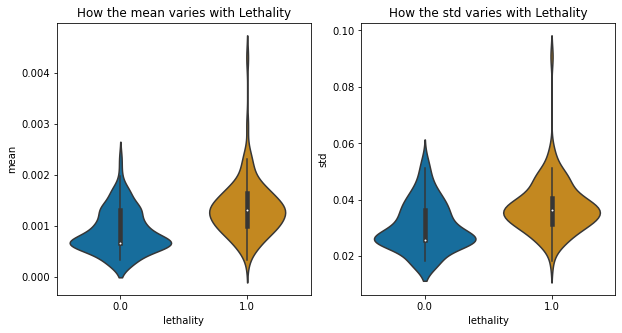 How the mean varies with Lethality
mean
0.004
0.003
0.002
0.001
0.000
0.0
1.0
lethality
How the std varies with Lethality
std
0.10
0.08
0.06
0.04
0.02
0.0
1.0
lethality